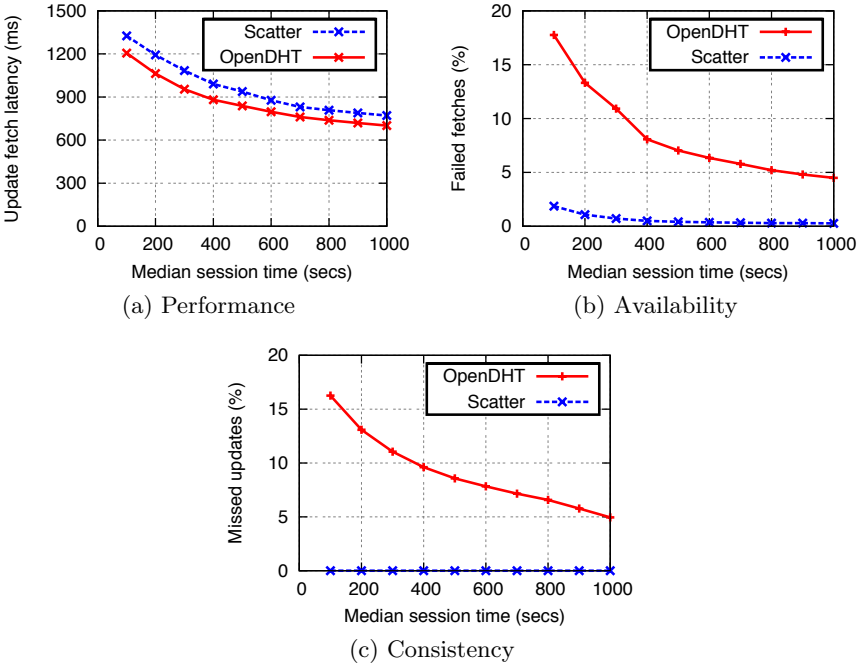 Update fetch latency (ms)
1500
1200
900
600
300
0
Scatter
OpenDHT
0 200 400 600 800 1000
Median session time (secs)
(a) Performance
Failed fetches (%)
20
15
10
5
0
OpenDHT
Scatter
0 200 400 600 800 1000
Median session time (secs)
(b) Availability
Missed updates (%)
20
15
10
5
0
OpenDHT
Scatter
0 200 400 600 800 1000
Median session time (secs)
(c) Consistency